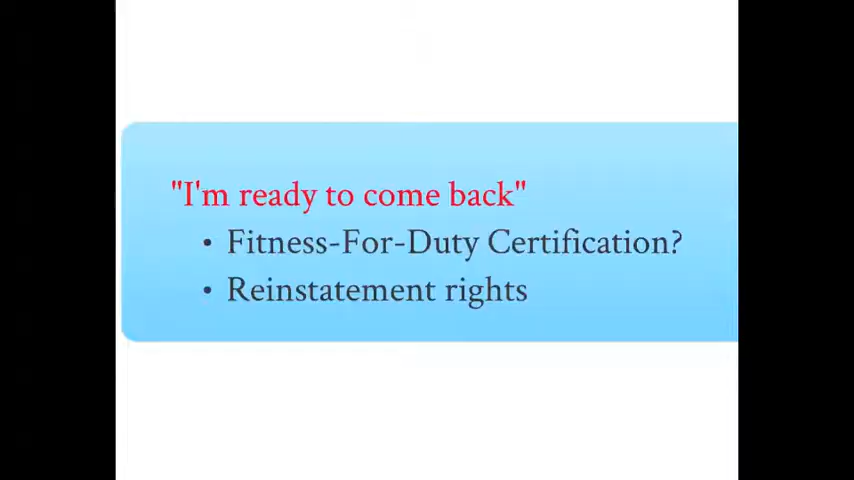 "I'm ready to come back"
• Fitness-For-Duty Certification?
• Reinstatement rights